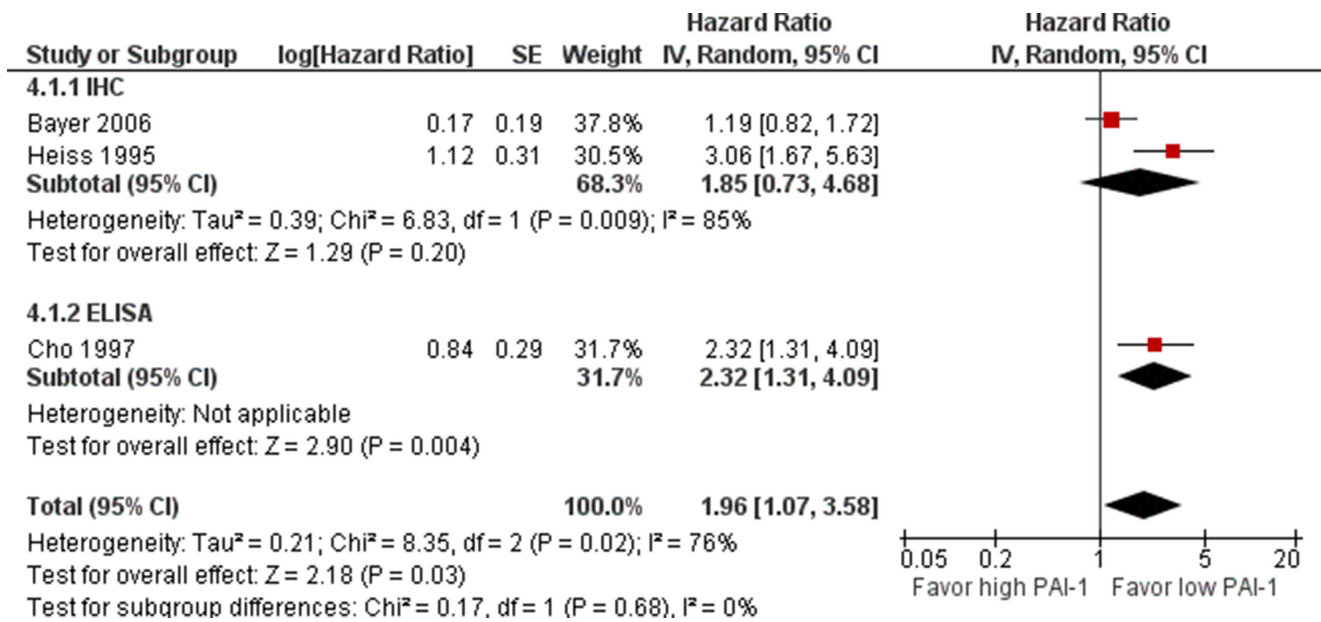 Hazard Ratio Hazard Ratio
Study or Subgroup log[Hazard Ratio] SE Weight IV, Random, 95% CI IV, Random, 95% CI
4.1.1 IHC
Bayer 2006 0.17 0.19 37.8% 1.19 [0.82, 1.72]
Heiss 1995 1.12 0.31 30.5% 3.06 [1.67, 5.63]
Subtotal (95% CI) 68.3% 1.85 [0.73, 4.68]
Heterogeneity: Tau² = 0.39; Chi² = 6.83, df = 1 (P = 0.009); I² = 85%
Test for overall effect: Z = 1.29 (P = 0.20)
4.1.2 ELISA
Cho 1997 0.84 0.29 31.7% 2.32 [1.31, 4.09]
Subtotal (95% CI) 31.7% 2.32 [1.31, 4.09]
Heterogeneity: Not applicable
Test for overall effect: Z = 2.90 (P = 0.004)
Total (95% CI) 100.0% 1.96 [1.07, 3.58]
Heterogeneity: Tau² = 0.21; Chi² = 8.35, df = 2 (P = 0.02); I² = 76%
Test for overall effect: Z = 2.18 (P = 0.03)
Test for subgroup differences: Chi² = 0.17, df = 1 (P = 0.68), I² = 0%
0.05 0.2 1 5 20
Favor high PAI-1 Favor low PAI-1